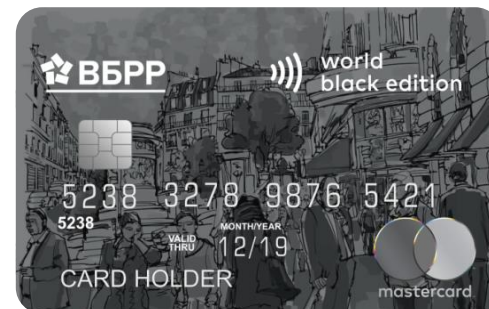 ВБРР
world
black edition
5238 3278 9876 5421
5238
MONTH/YEAR
VALID
THRU
12/19
CARD HOLDER
mastercard